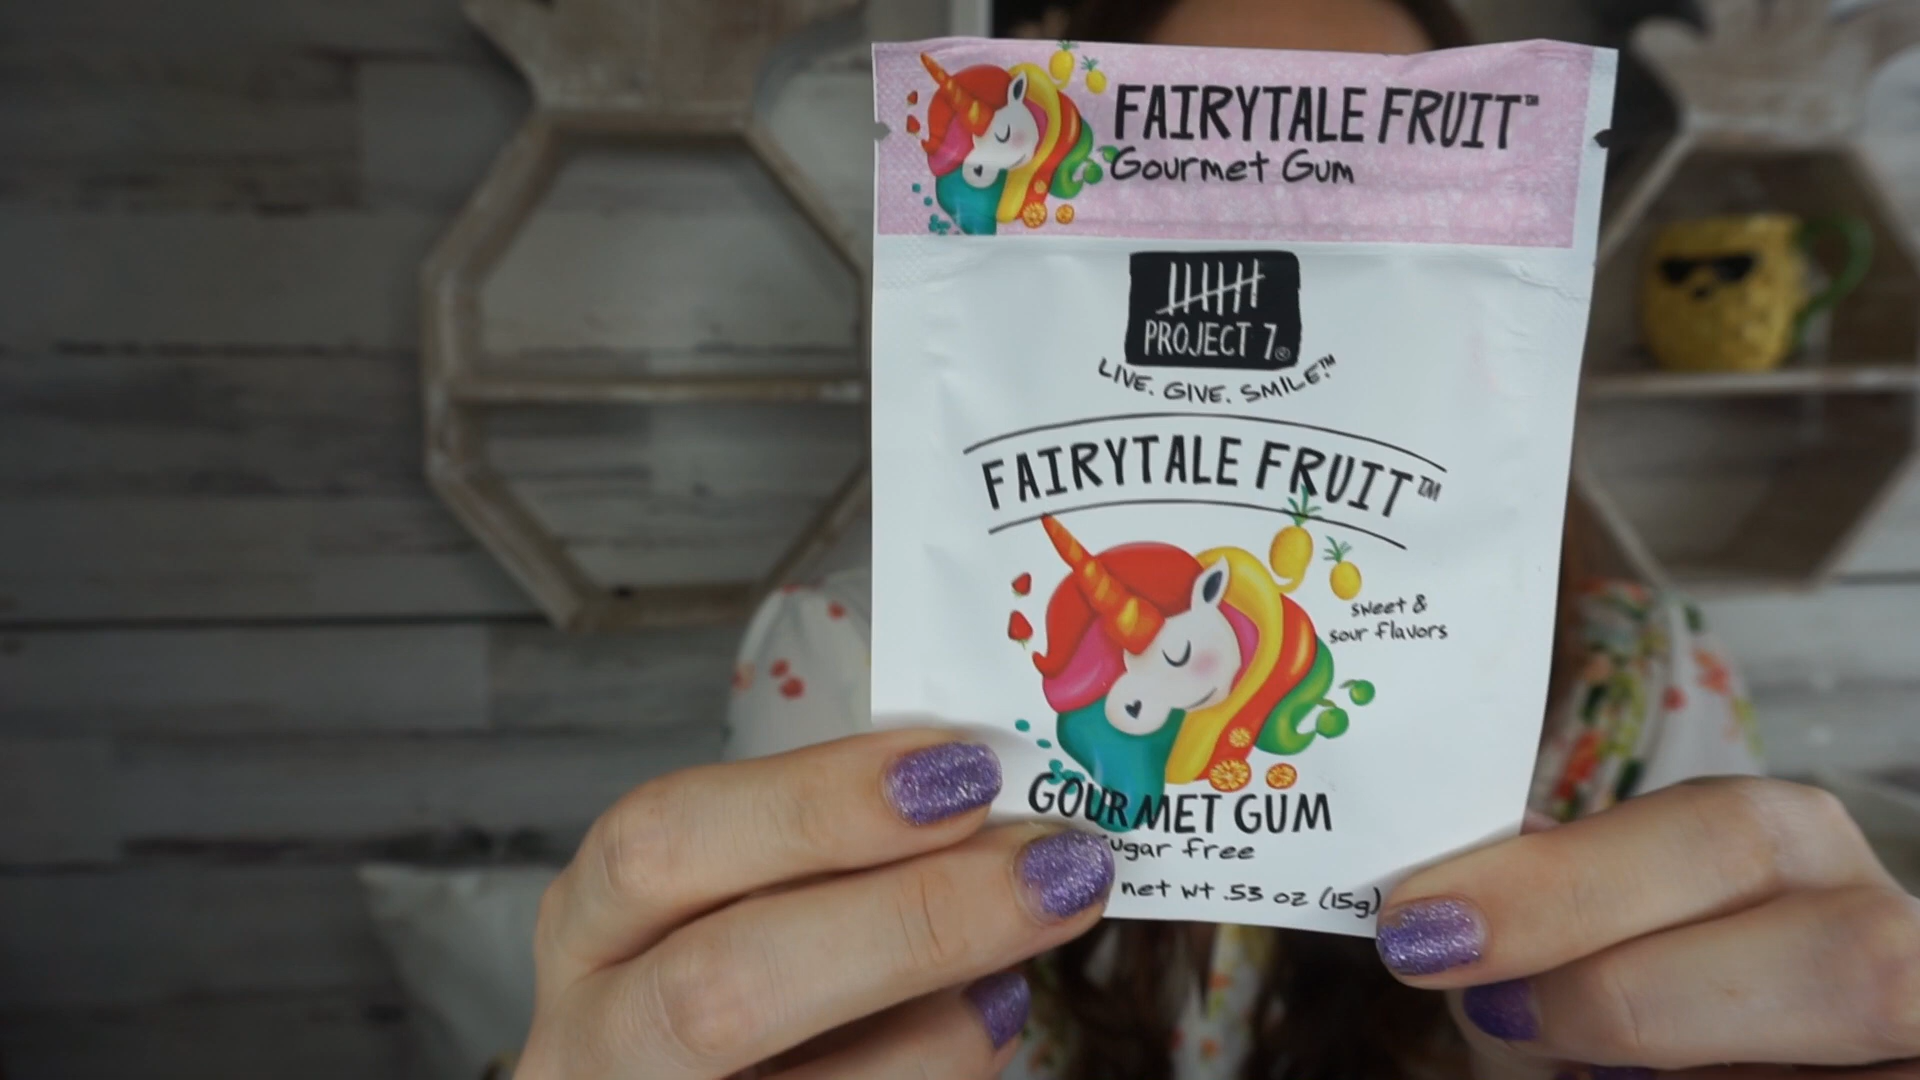 FAIRYTALE FRUIT™
Gourmet Gum
PROJECT 7®
LIVE. GIVE. SMILE.™
FAIRYTALE FRUIT™
sweet &
sour flavors
GOURMET GUM
ugar free
net wt .53 oz (15g)